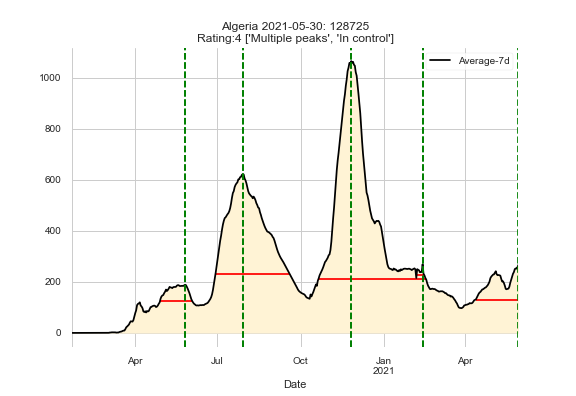 Algeria 2021-05-30: 128725
Rating:4 ['Multiple peaks', 'In control']
Average-7d
1000
800
600
400
200
0
Apr
Jul
Oct
Jan
2021
Apr
Date